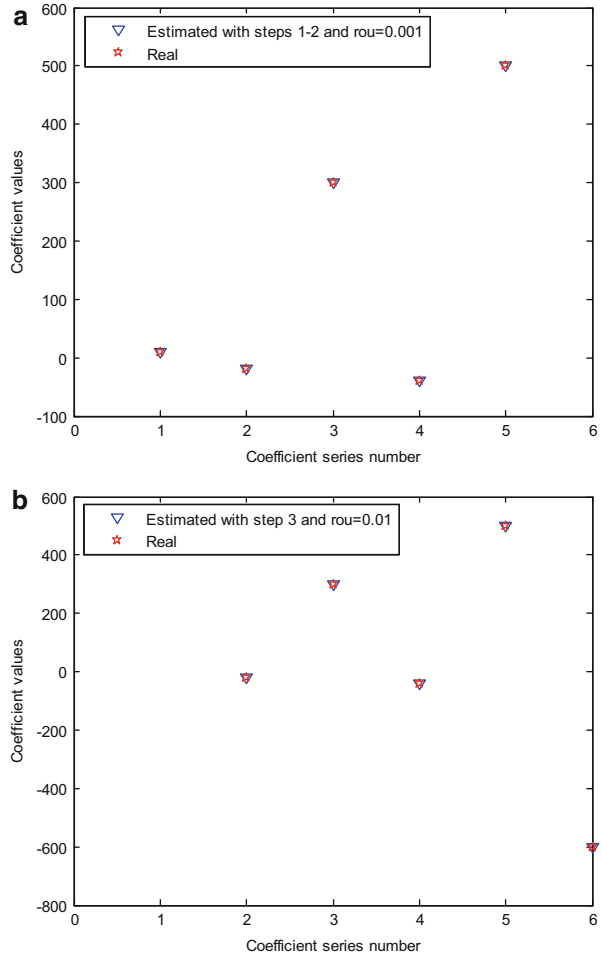 a
600
500
400
300
200
100
0
-100
Coefficient values
Estimated with steps 1-2 and rou=0.001
Real
0 1 2 3 4 5 6
Coefficient series number
b
600
400
200
0
-200
-400
-600
-800
Coefficient values
Estimated with step 3 and rou=0.01
Real
0 1 2 3 4 5 6
Coefficient series number